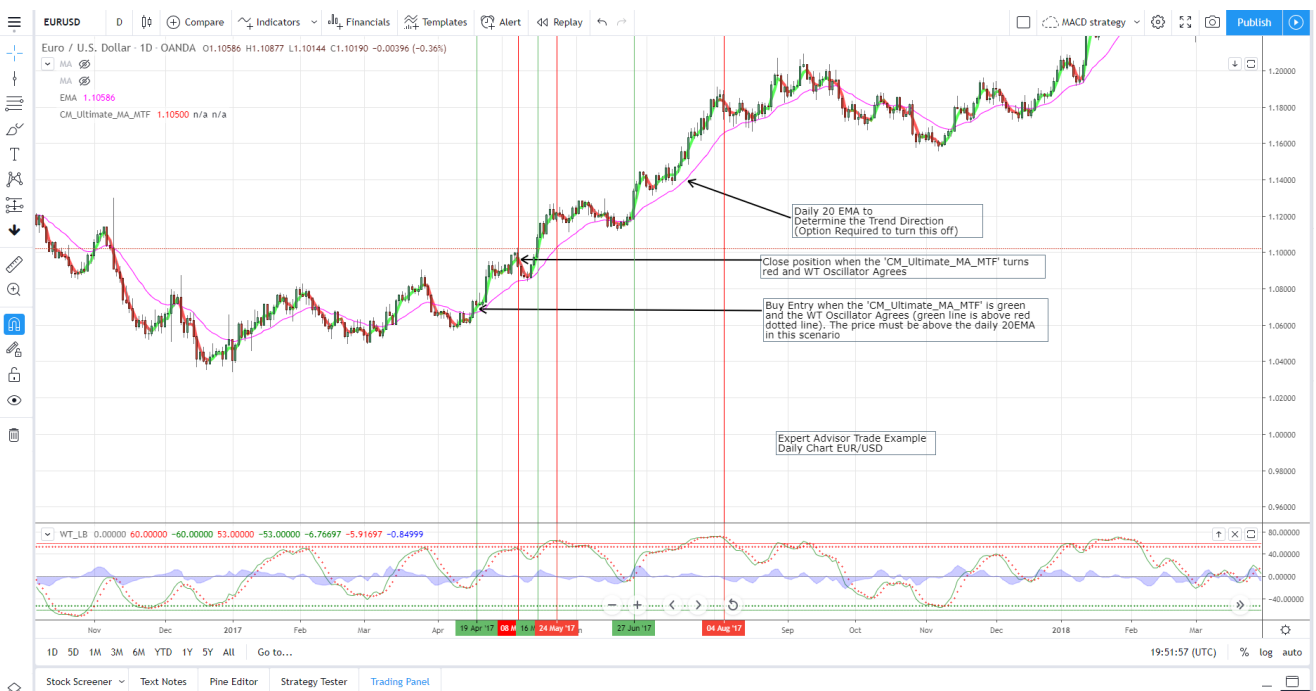 EURUSD D Compare Indicators Financials Templates Alert Replay MACD strategy Publish
Euro / U.S. Dollar · 1D · OANDA O1.10586 H1.10877 L1.10144 C1.10190 −0.00396 (−0.36%)
MA
MA
EMA 1.10586
CM_Ultimate_MA_MTF 1.10500 n/a n/a
1.20000
1.18000
1.16000
1.14000
1.12000
1.10000
1.08000
1.06000
1.04000
1.02000
1.00000
0.98000
0.96000
Daily 20 EMA to
Determine the Trend Direction
(Option Required to turn this off)
Close position when the 'CM_Ultimate_MA_MTF' turns
red and WT Oscillator Agrees
Buy Entry when the 'CM_Ultimate_MA_MTF' is green
and the WT Oscillator Agrees (green line is above red
dotted line). The price must be above the daily 20EMA
in this scenario
Expert Advisor Trade Example
Daily Chart EUR/USD
WT_LB 0.00000 60.00000 −60.00000 53.00000 −53.00000 −6.76697 −5.91697 −0.84999
80.00000
40.00000
0.00000
−40.00000
Nov Dec 2017 Feb Mar Apr 19 Apr '17 08 M 16 M 24 May '17 27 Jun '17 04 Aug '17 Sep Oct Nov Dec 2018 Feb Mar
1D 5D 1M 3M 6M YTD 1Y 5Y All Go to... 19:51:57 (UTC) % log auto
Stock Screener Text Notes Pine Editor Strategy Tester Trading Panel